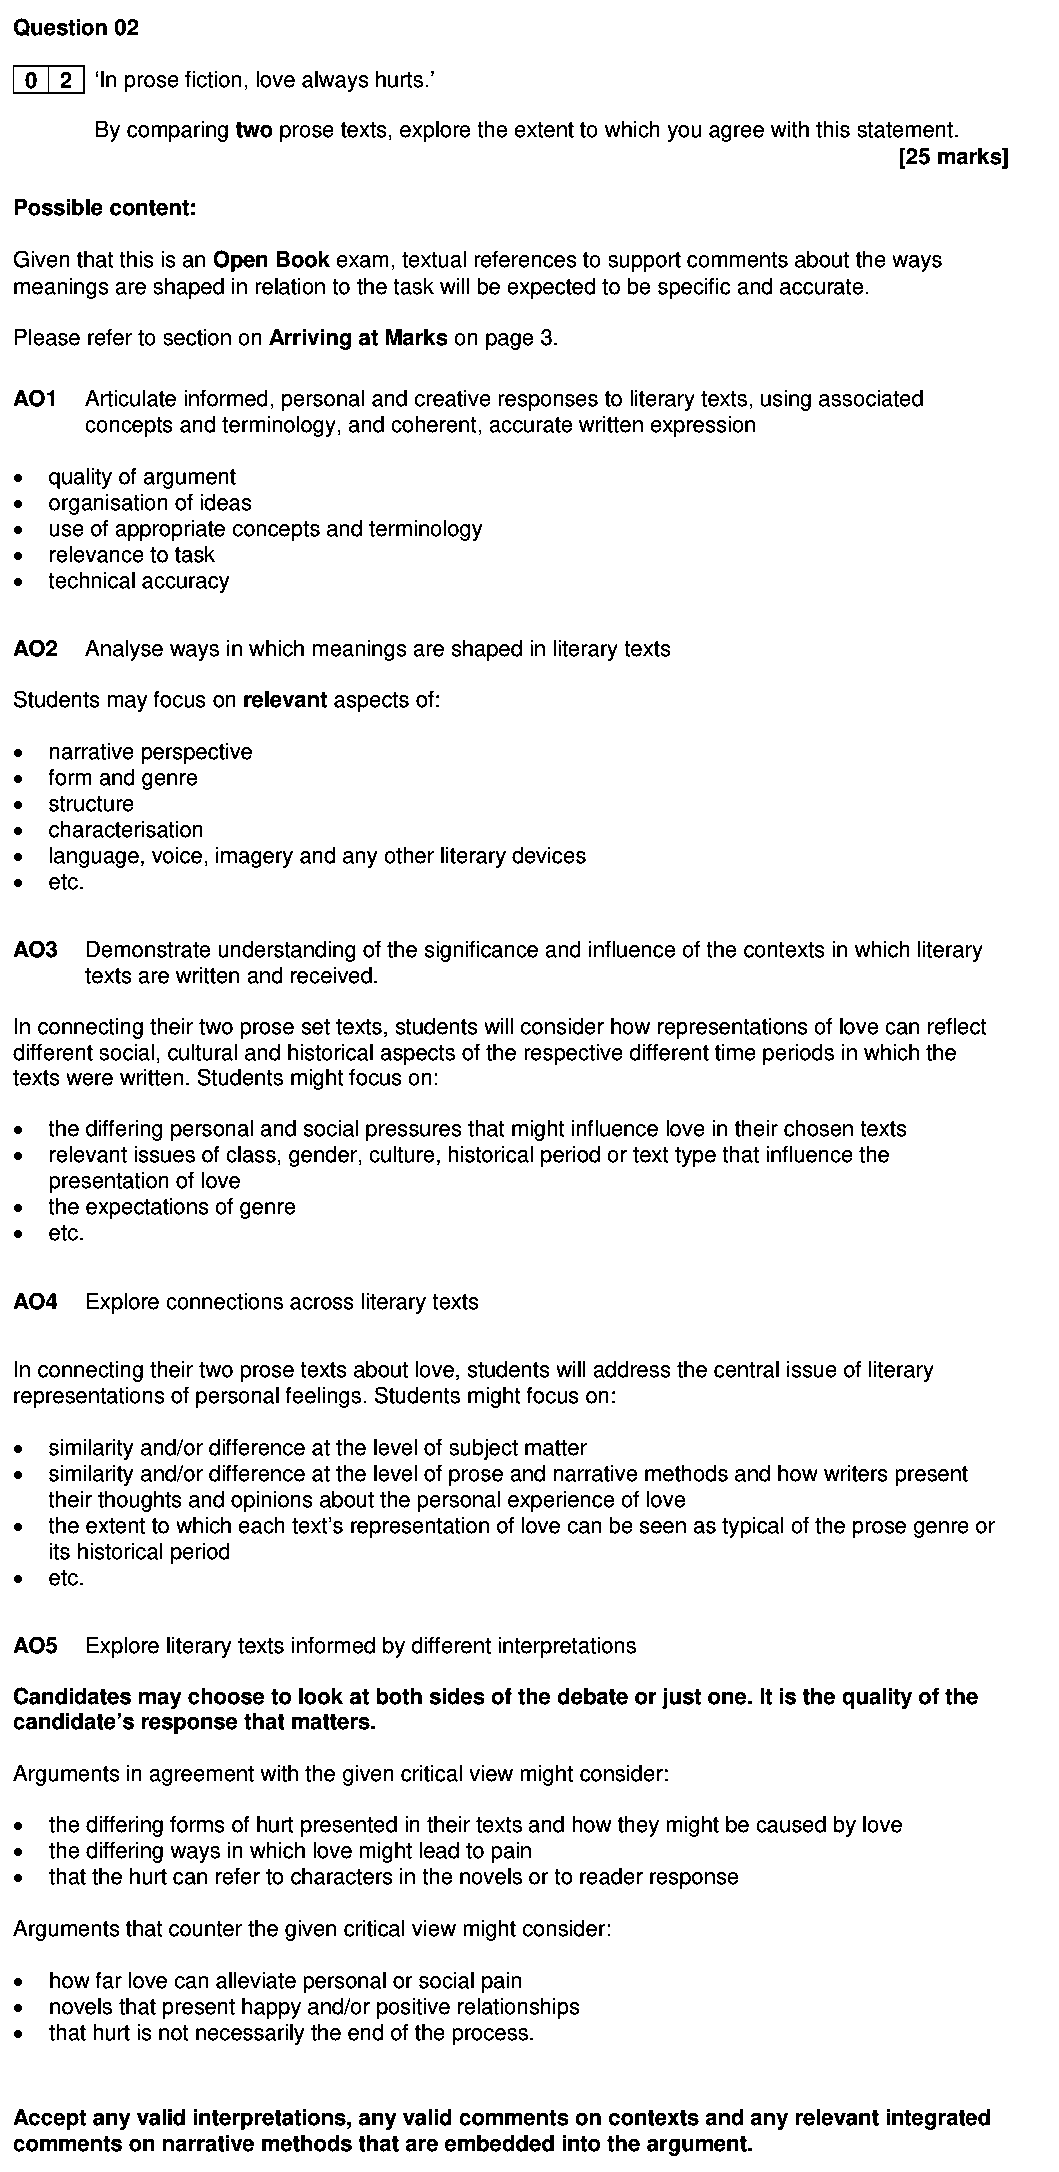 Question 02
0 2 ‘In prose fiction, love always hurts.’
By comparing two prose texts, explore the extent to which you agree with this statement.
[25 marks]
Possible content:
Given that this is an Open Book exam, textual references to support comments about the ways
meanings are shaped in relation to the task will be expected to be specific and accurate.
Please refer to section on Arriving at Marks on page 3.
AO1 Articulate informed, personal and creative responses to literary texts, using associated
concepts and terminology, and coherent, accurate written expression
• quality of argument
• organisation of ideas
• use of appropriate concepts and terminology
• relevance to task
• technical accuracy
AO2 Analyse ways in which meanings are shaped in literary texts
Students may focus on relevant aspects of:
• narrative perspective
• form and genre
• structure
• characterisation
• language, voice, imagery and any other literary devices
• etc.
AO3 Demonstrate understanding of the significance and influence of the contexts in which literary
texts are written and received.
In connecting their two prose set texts, students will consider how representations of love can reflect
different social, cultural and historical aspects of the respective different time periods in which the
texts were written. Students might focus on:
• the differing personal and social pressures that might influence love in their chosen texts
• relevant issues of class, gender, culture, historical period or text type that influence the
presentation of love
• the expectations of genre
• etc.
AO4 Explore connections across literary texts
In connecting their two prose texts about love, students will address the central issue of literary
representations of personal feelings. Students might focus on:
• similarity and/or difference at the level of subject matter
• similarity and/or difference at the level of prose and narrative methods and how writers present
their thoughts and opinions about the personal experience of love
• the extent to which each text’s representation of love can be seen as typical of the prose genre or
its historical period
• etc.
AO5 Explore literary texts informed by different interpretations
Candidates may choose to look at both sides of the debate or just one. It is the quality of the
candidate’s response that matters.
Arguments in agreement with the given critical view might consider:
• the differing forms of hurt presented in their texts and how they might be caused by love
• the differing ways in which love might lead to pain
• that the hurt can refer to characters in the novels or to reader response
Arguments that counter the given critical view might consider:
• how far love can alleviate personal or social pain
• novels that present happy and/or positive relationships
• that hurt is not necessarily the end of the process.
Accept any valid interpretations, any valid comments on contexts and any relevant integrated
comments on narrative methods that are embedded into the argument.